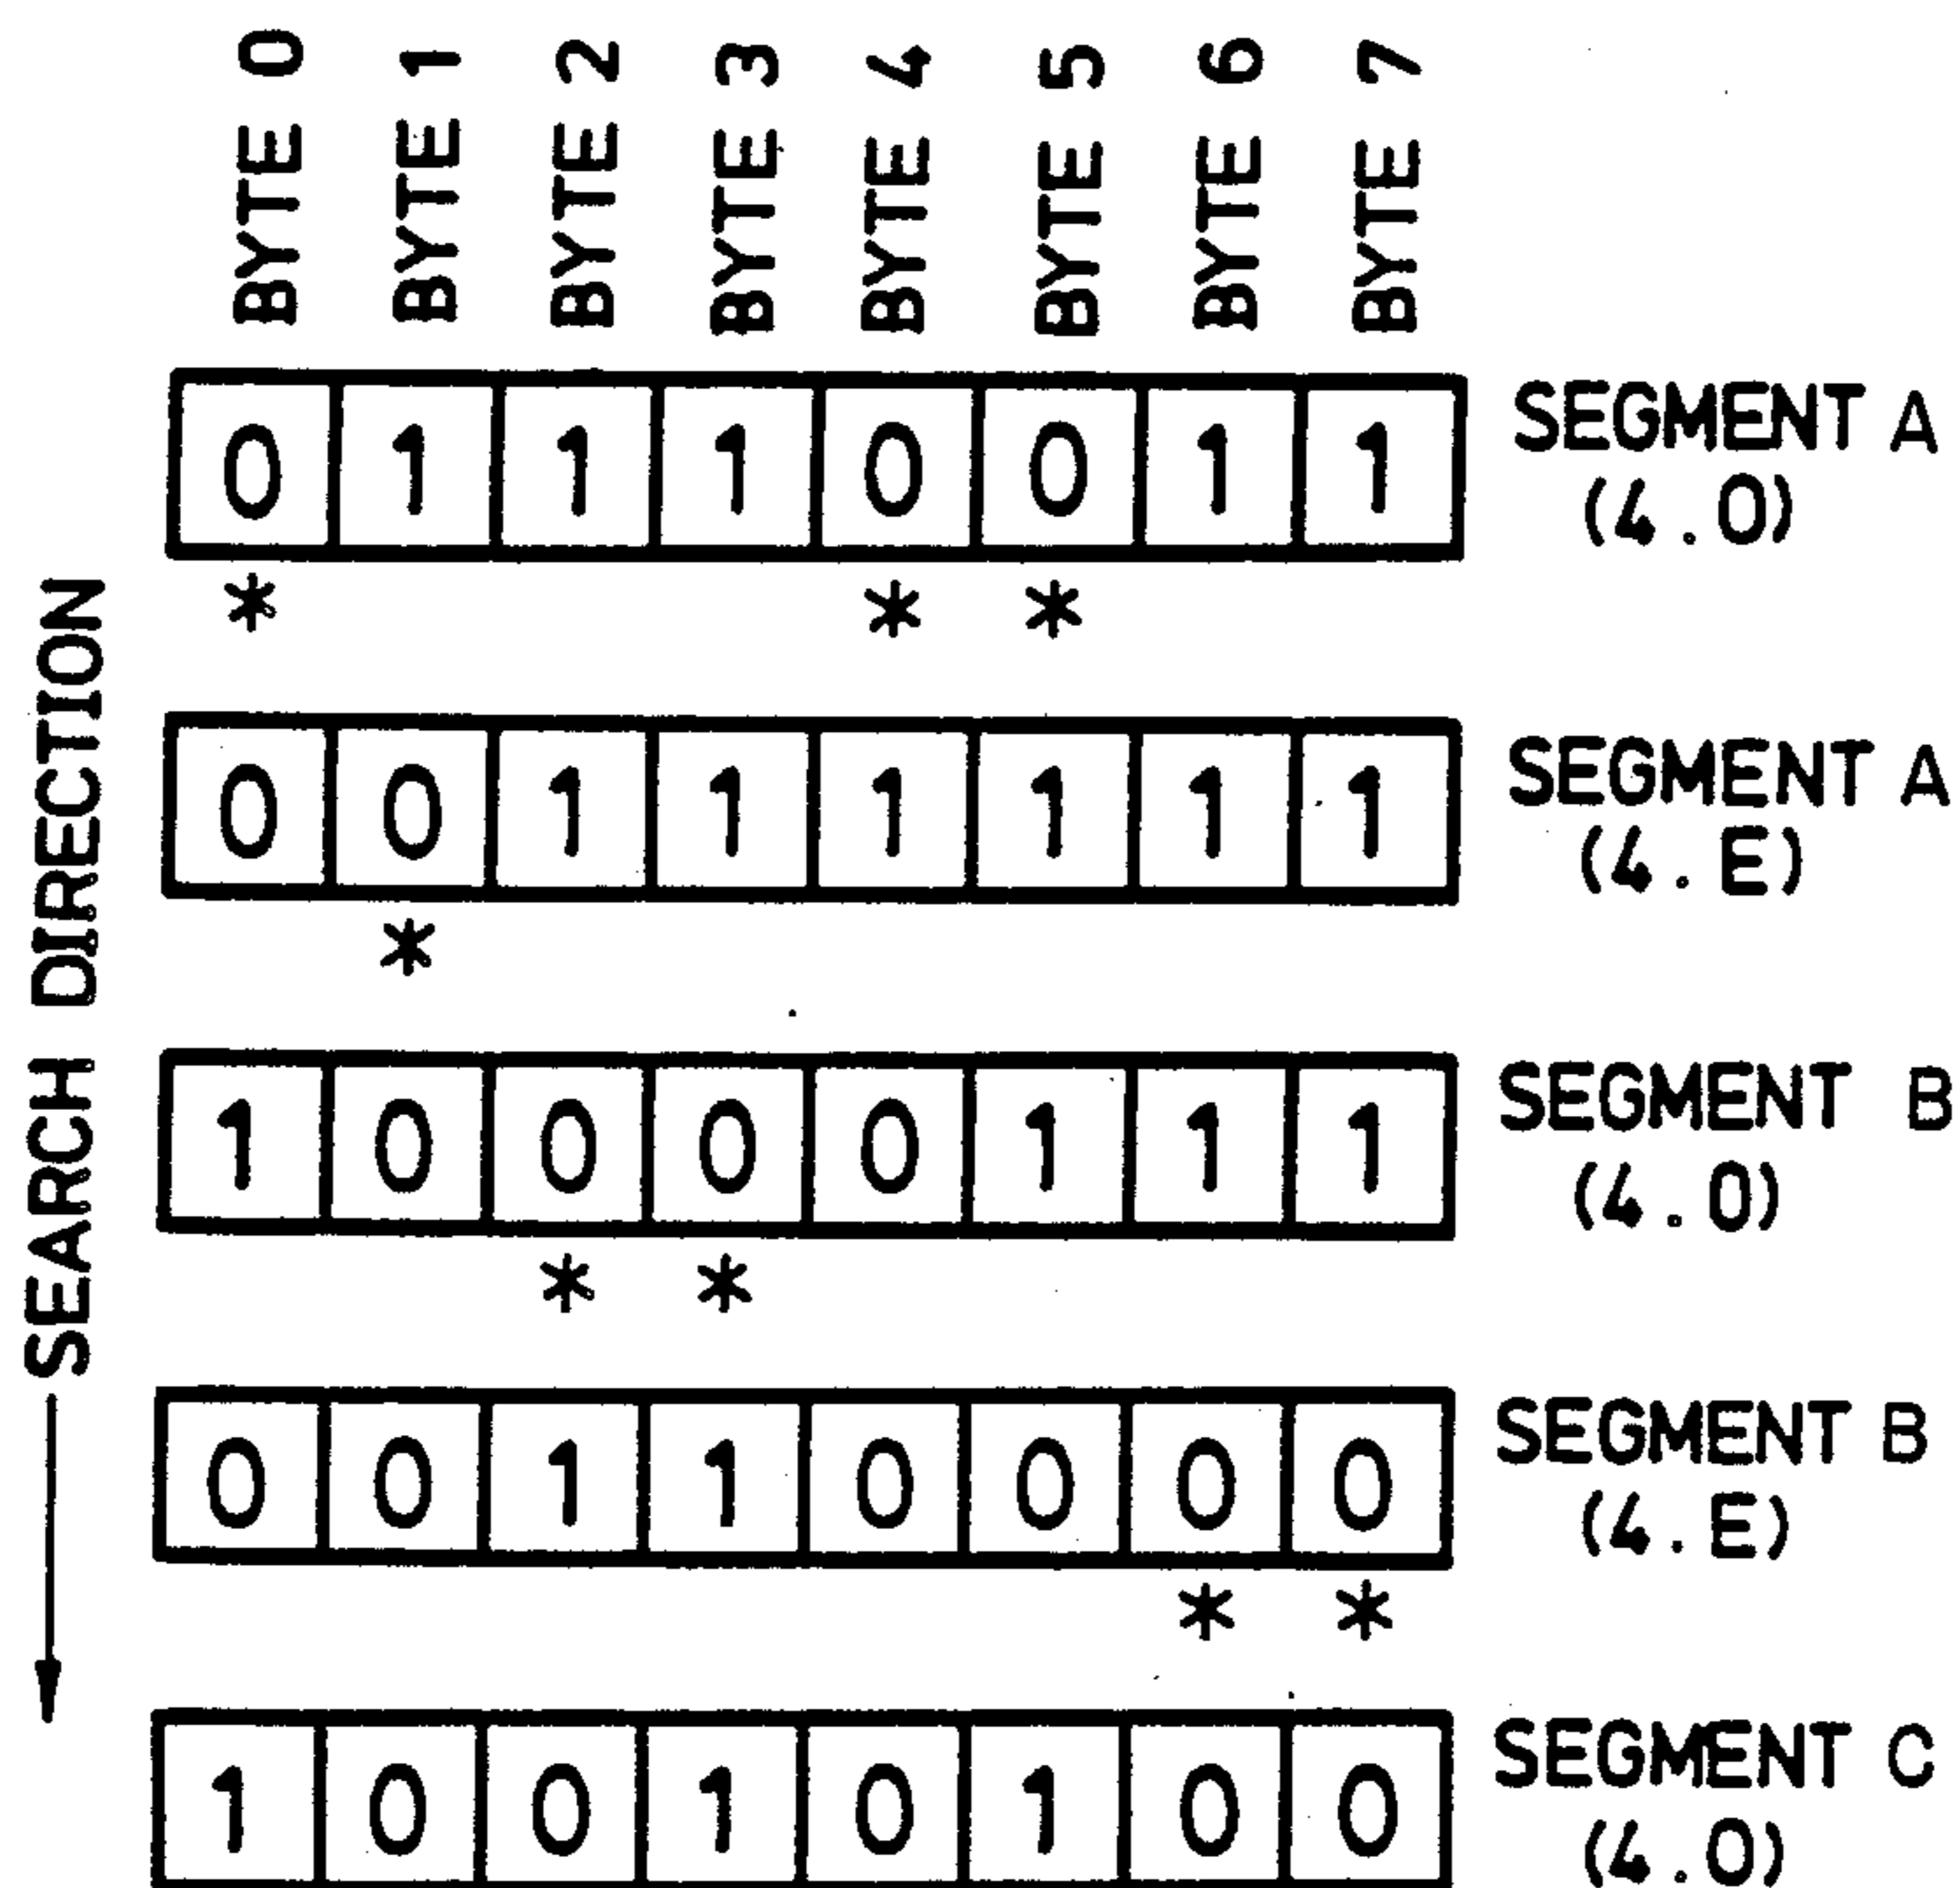 BYTE 0 BYTE 1 BYTE 2 BYTE 3 BYTE 4 BYTE 5 BYTE 6 BYTE 7
0 1 1 1 0 0 1 1 SEGMENT A
(4.0)
* * *
0 0 1 1 1 1 1 1 SEGMENT A
(4.E)
*
1 0 0 0 0 1 1 1 SEGMENT B
(4.0)
* *
0 0 1 1 0 0 0 0 SEGMENT B
(4.E)
* *
1 0 0 1 0 1 0 0 SEGMENT C
(4.0)
SEARCH DIRECTION